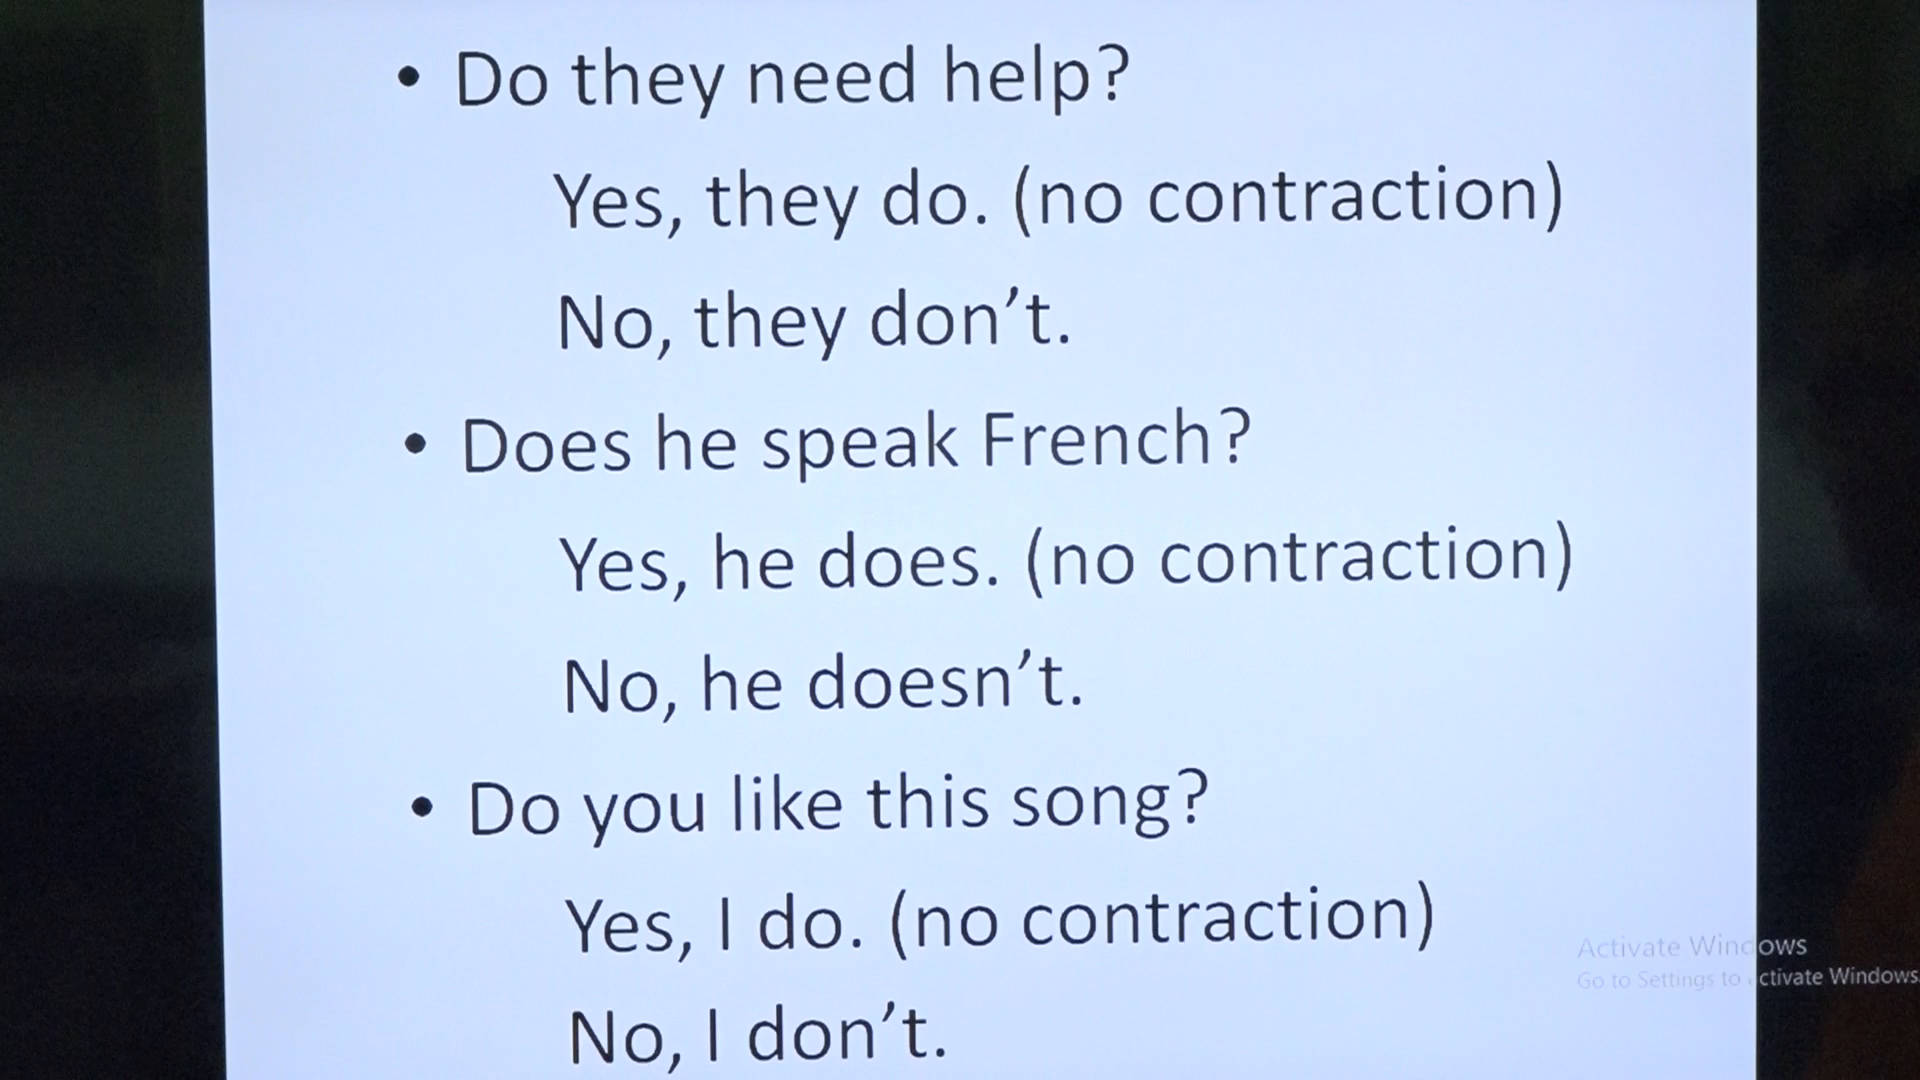 • Do they need help?
Yes, they do. (no contraction)
No, they don’t.
• Does he speak French?
Yes, he does. (no contraction)
No, he doesn’t.
• Do you like this song?
Yes, I do. (no contraction)
No, I don’t.
Activate Windows
Go to Settings to activate Windows.